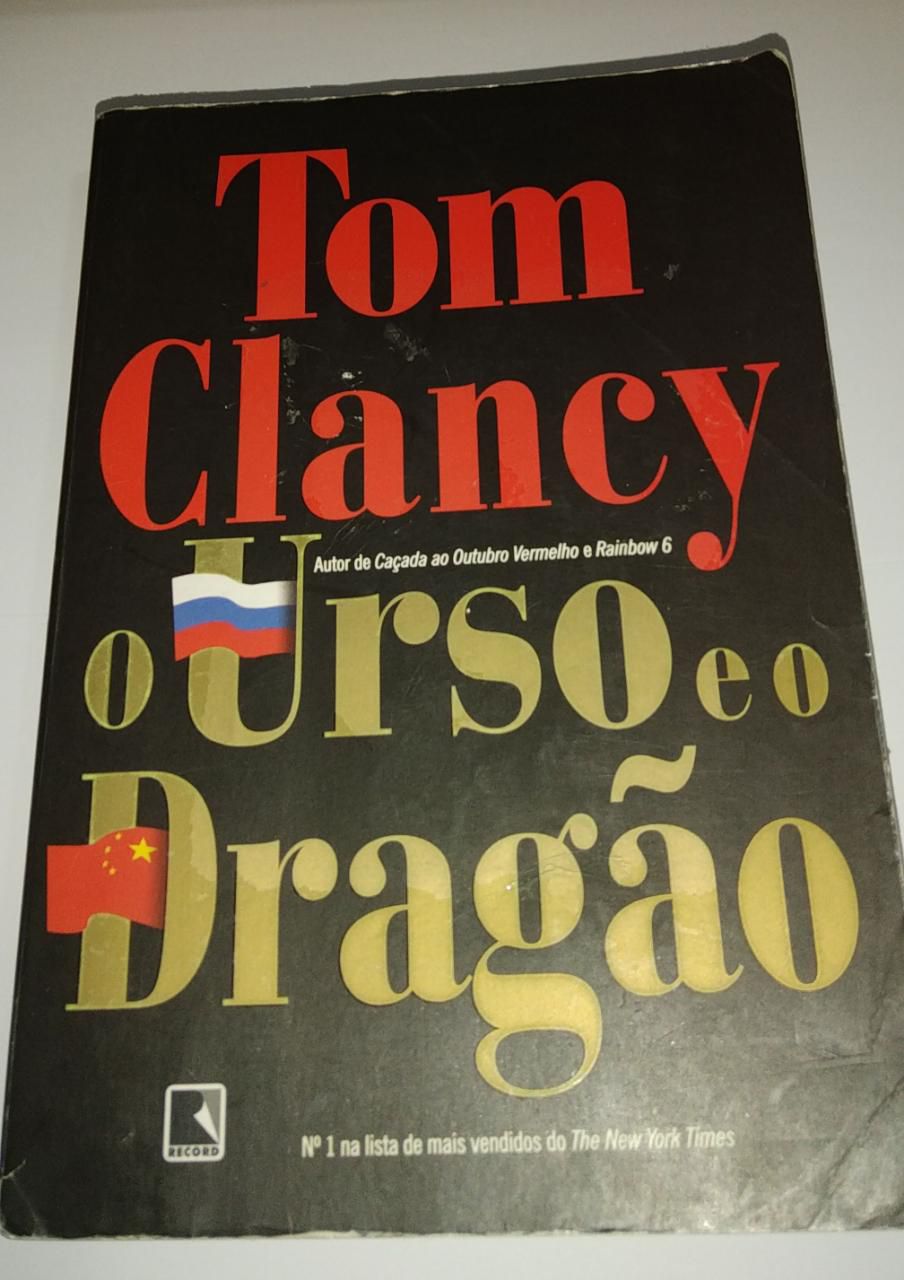 Tom
Clancy
Autor de Caçada ao Outubro Vermelho e Rainbow 6
o Urso e o
Dragão
R
RECORD
Nº 1 na lista de mais vendidos do The New York Times